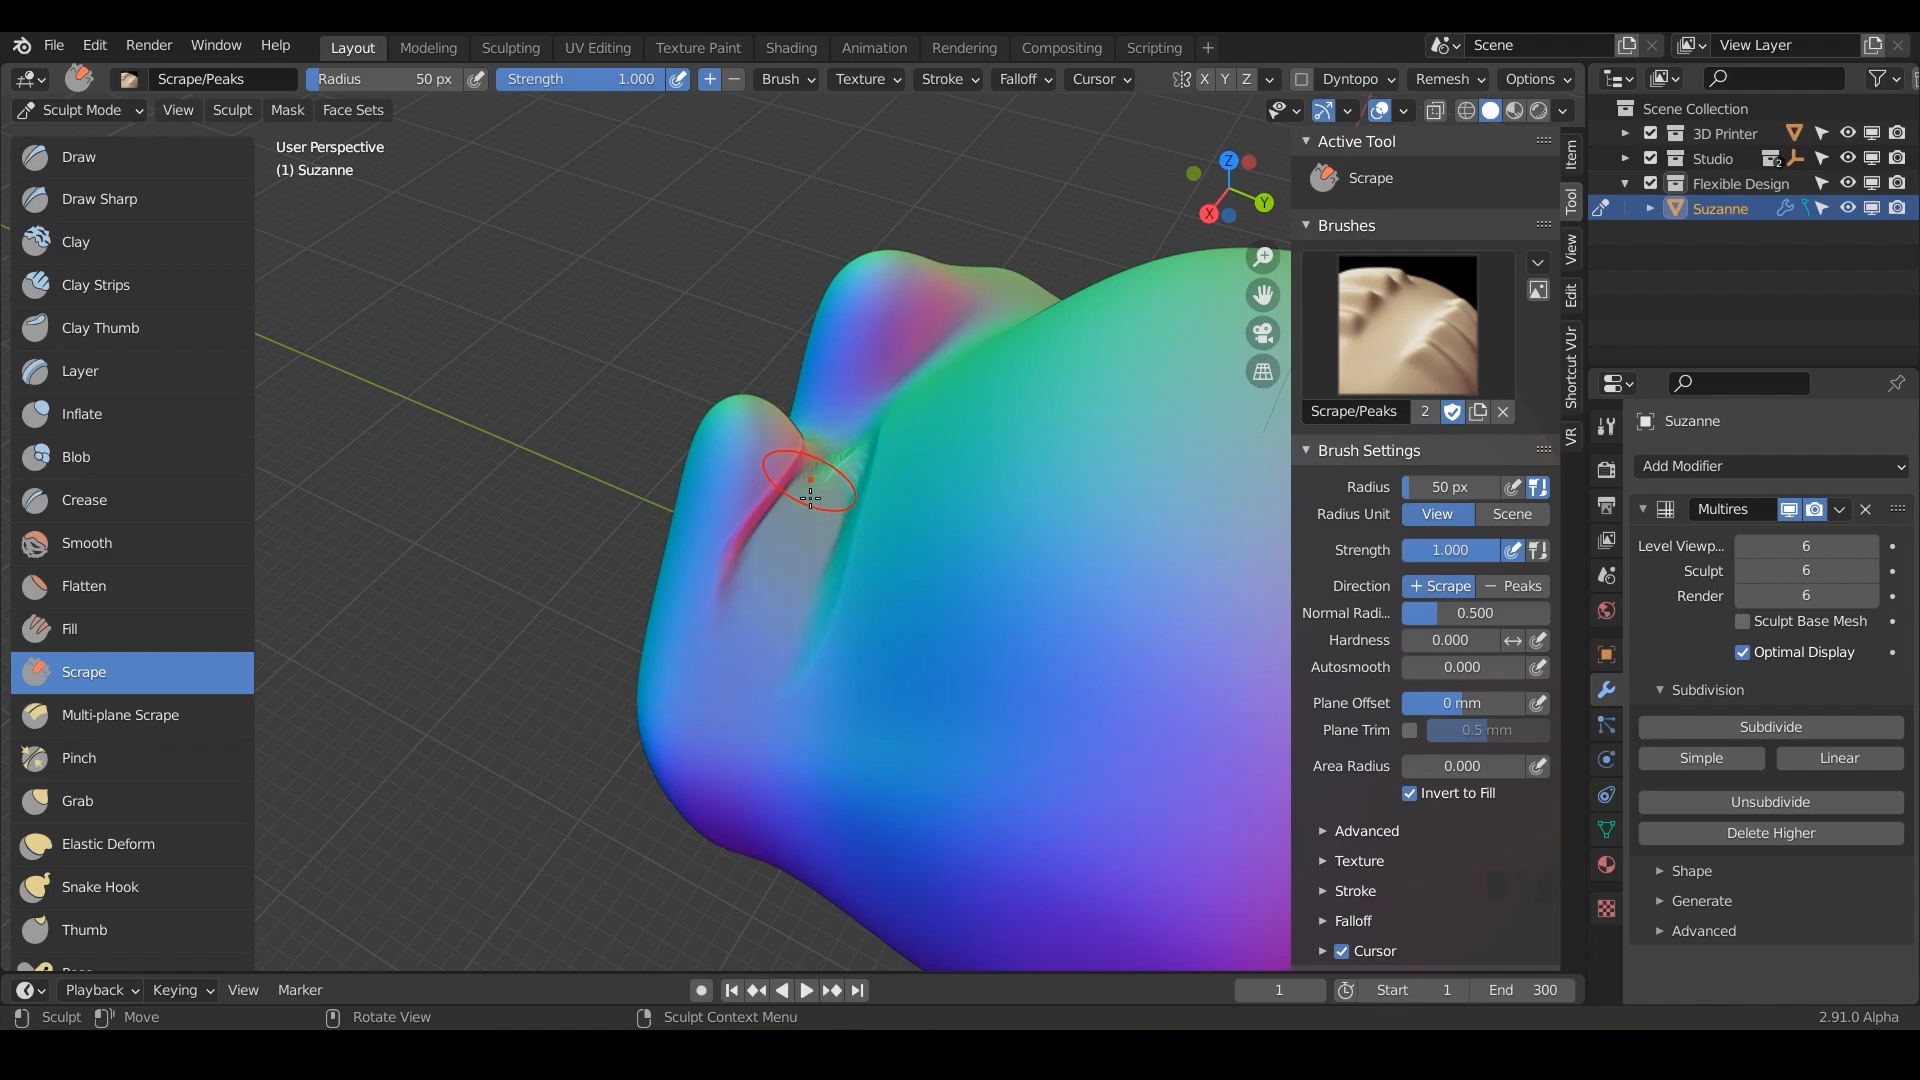 File Edit Render Window Help Layout Modeling Sculpting UV Editing Texture Paint Shading Animation Rendering Compositing Scripting + Scene View Layer
Scrape/Peaks Radius 50 px Strength 1.000 + − Brush Texture Stroke Falloff Cursor X Y Z Dyntopo Remesh Options
Sculpt Mode View Sculpt Mask Face Sets
User Perspective
(1) Suzanne
Z
Y
X
Draw
Draw Sharp
Clay
Clay Strips
Clay Thumb
Layer
Inflate
Blob
Crease
Smooth
Flatten
Fill
Scrape
Multi-plane Scrape
Pinch
Grab
Elastic Deform
Snake Hook
Thumb
Active Tool
Scrape
Brushes
Scrape/Peaks 2
Brush Settings
Radius 50 px
Radius Unit View Scene
Strength 1.000
Direction + Scrape − Peaks
Normal Radi... 0.500
Hardness 0.000
Autosmooth 0.000
Plane Offset 0 mm
Plane Trim 0.5 mm
Area Radius 0.000
Invert to Fill
Advanced
Texture
Stroke
Falloff
Cursor
Item
Tool
View
Edit
Shortcut VUr
VR
Scene Collection
3D Printer
Studio 2
Flexible Design
Suzanne
Suzanne
Add Modifier
Multires
Level Viewp... 6
Sculpt 6
Render 6
Sculpt Base Mesh
Optimal Display
Subdivision
Subdivide
Simple Linear
Unsubdivide
Delete Higher
Shape
Generate
Advanced
Playback Keying View Marker 1 Start 1 End 300
Sculpt Move Rotate View Sculpt Context Menu 2.91.0 Alpha